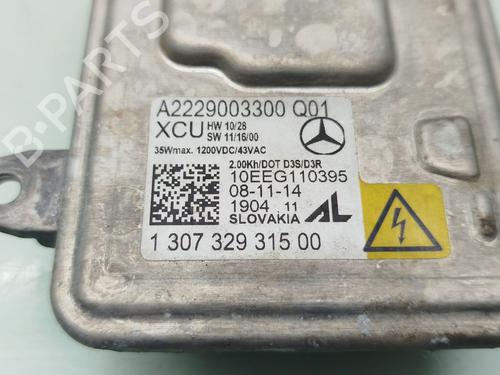 A2229003300 Q01
XCU HW 10/28
SW 11/16/00
35Wmax. 1200VDC/43VAC
2.00Kh/DOT D3S/D3R
10EEG110395
08-11-14
1904 11
SLOVAKIA AL
1 307 329 315 00
B-PARTS